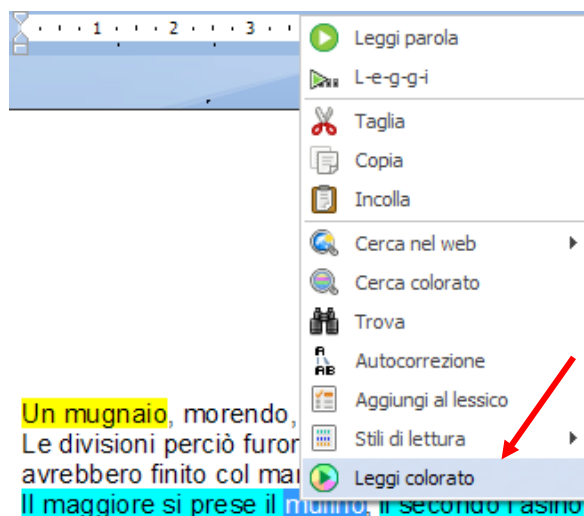 1 2 3
Leggi parola
L-e-g-g-i
Taglia
Copia
Incolla
Cerca nel web
Cerca colorato
Trova
Autocorrezione
Aggiungi al lessico
Stili di lettura
Leggi colorato
Un mugnaio, morendo,
Le divisioni perciò furor
avrebbero finito col ma
Il maggiore si prese il mulino, il secondo l'asino